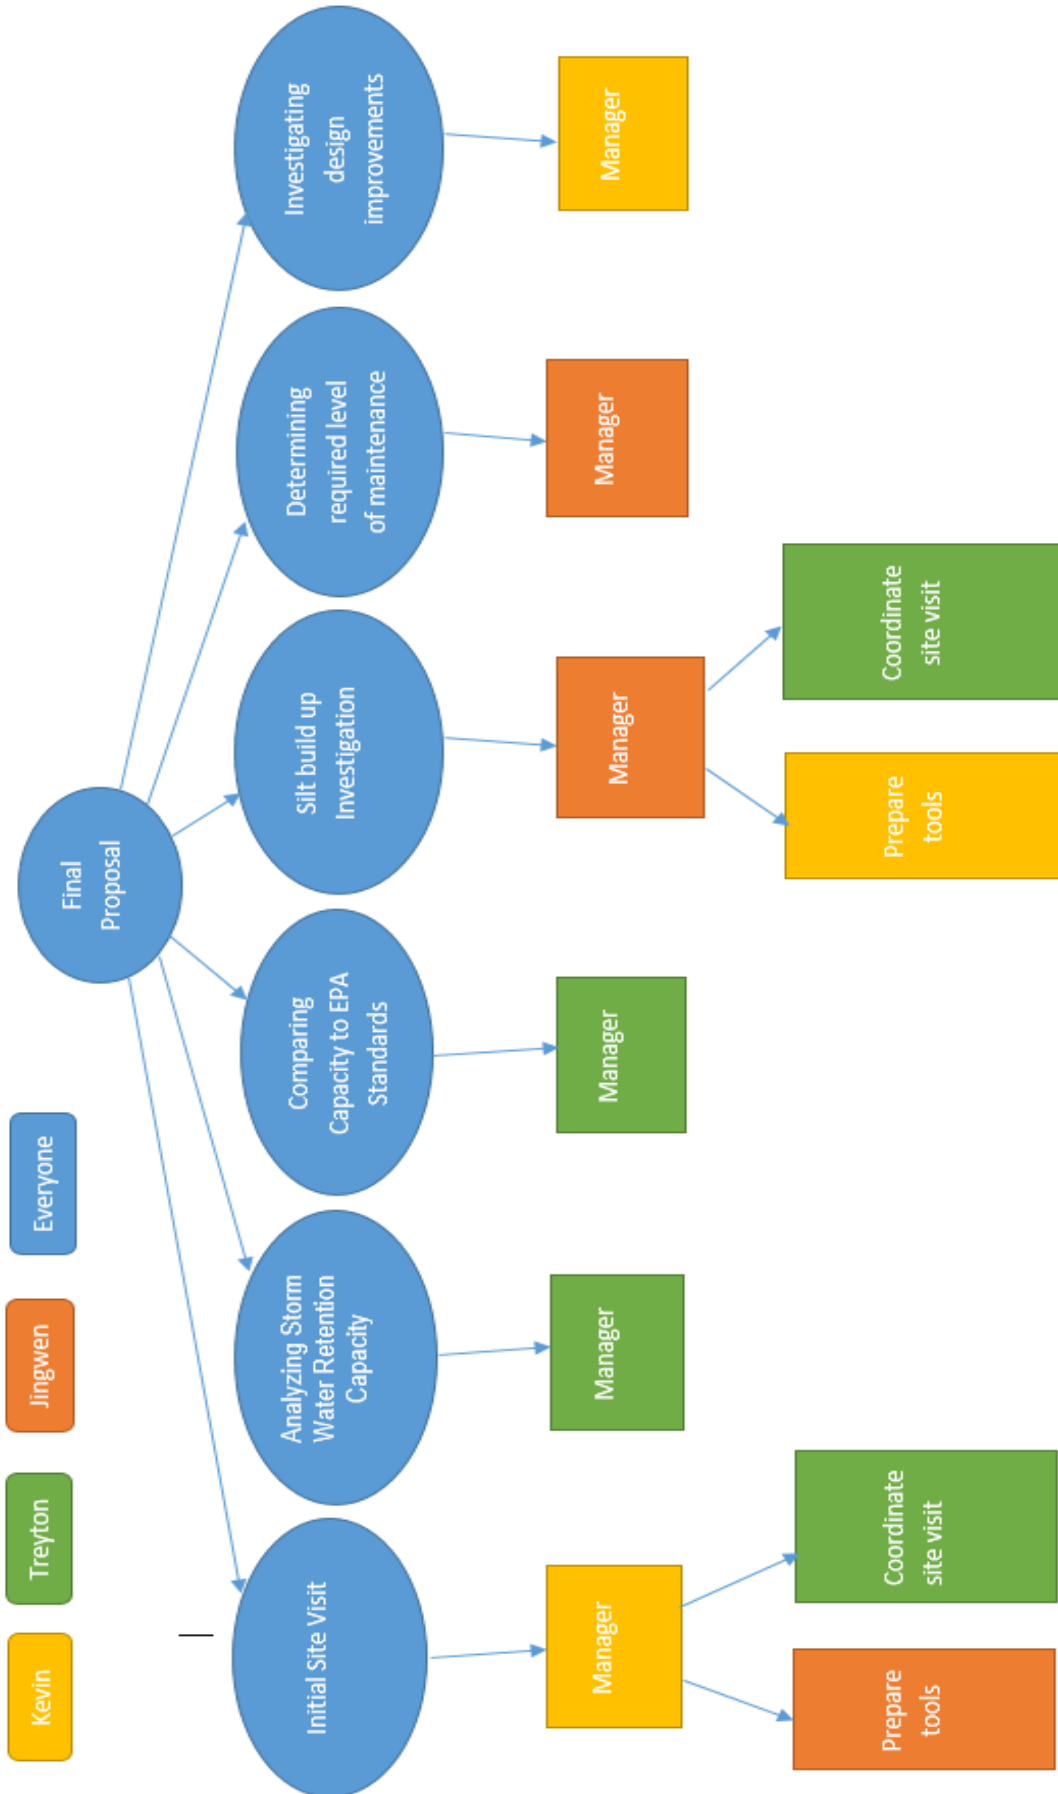 Kevin
Treyton
Jingwen
Everyone
Final
Proposal
Initial Site Visit
Analyzing Storm
Water Retention
Capacity
Comparing
Capacity to EPA
Standards
Silt build up
Investigation
Determining
required level
of maintenance
Investigating
design
improvements
Manager
Manager
Manager
Manager
Manager
Manager
Prepare
tools
Coordinate
site visit
Prepare
tools
Coordinate
site visit